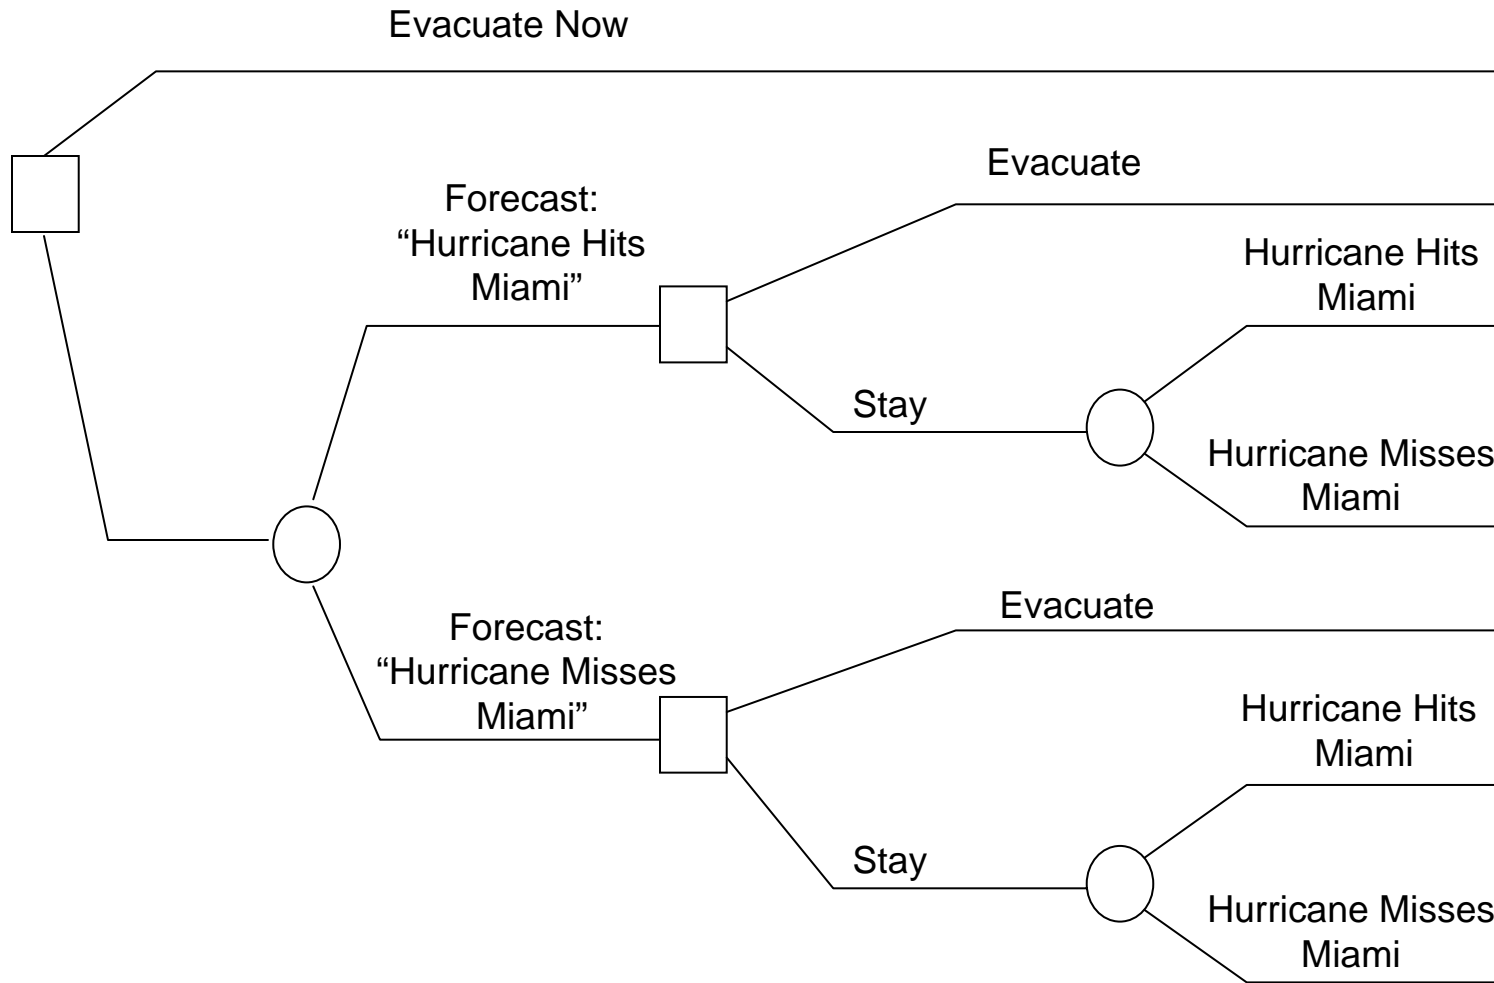 Evacuate Now
Evacuate
Forecast:
“Hurricane Hits
Miami”
Hurricane Hits
Miami
Stay
Hurricane Misses
Miami
Evacuate
Forecast:
“Hurricane Misses
Miami”
Hurricane Hits
Miami
Stay
Hurricane Misses
Miami